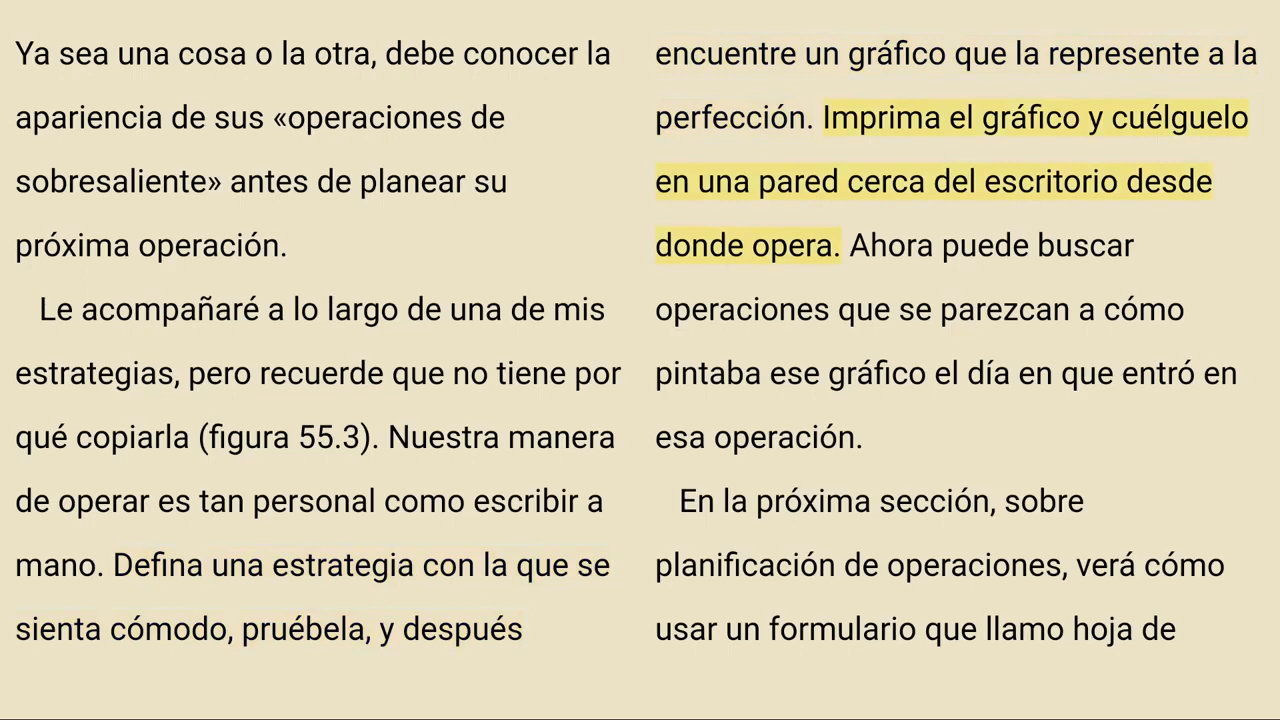 Ya sea una cosa o la otra, debe conocer la
apariencia de sus «operaciones de
sobresaliente» antes de planear su
próxima operación.
Le acompañaré a lo largo de una de mis
estrategias, pero recuerde que no tiene por
qué copiarla (figura 55.3). Nuestra manera
de operar es tan personal como escribir a
mano. Defina una estrategia con la que se
sienta cómodo, pruébela, y después
encuentre un gráfico que la represente a la
perfección. Imprima el gráfico y cuélguelo
en una pared cerca del escritorio desde
donde opera. Ahora puede buscar
operaciones que se parezcan a cómo
pintaba ese gráfico el día en que entró en
esa operación.
En la próxima sección, sobre
planificación de operaciones, verá cómo
usar un formulario que llamo hoja de